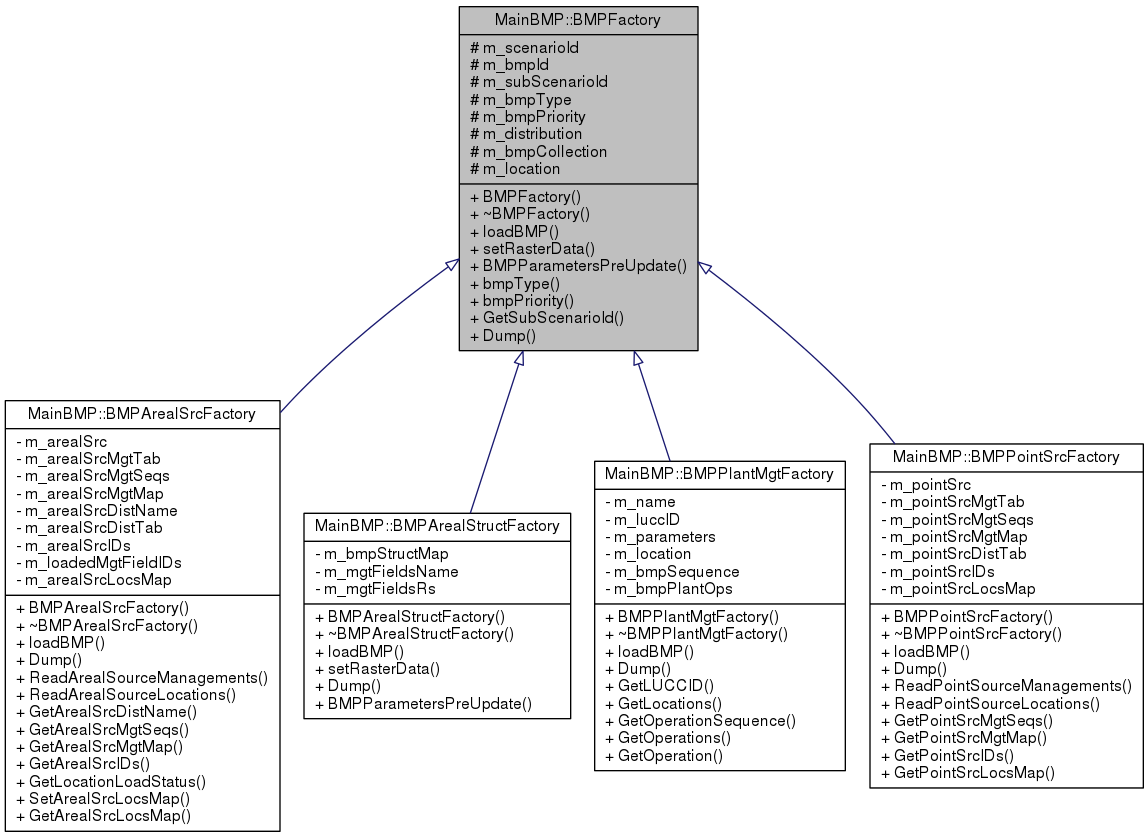 MainBMP::BMPFactory
# m_scenarioId
# m_bmpId
# m_subScenarioId
# m_bmpType
# m_bmpPriority
# m_distribution
# m_bmpCollection
# m_location
+ BMPFactory()
+ ~BMPFactory()
+ loadBMP()
+ setRasterData()
+ BMPParametersPreUpdate()
+ bmpType()
+ bmpPriority()
+ GetSubScenarioId()
+ Dump()
MainBMP::BMPArealSrcFactory
- m_arealSrc
- m_arealSrcMgtTab
- m_arealSrcMgtSeqs
- m_arealSrcMgtMap
- m_arealSrcDistName
- m_arealSrcDistTab
- m_arealSrcIDs
- m_loadedMgtFieldIDs
- m_arealSrcLocsMap
+ BMPArealSrcFactory()
+ ~BMPArealSrcFactory()
+ loadBMP()
+ Dump()
+ ReadArealSourceManagements()
+ ReadArealSourceLocations()
+ GetArealSrcDistName()
+ GetArealSrcMgtSeqs()
+ GetArealSrcMgtMap()
+ GetArealSrcIDs()
+ GetLocationLoadStatus()
+ SetArealSrcLocsMap()
+ GetArealSrcLocsMap()
MainBMP::BMPArealStructFactory
- m_bmpStructMap
- m_mgtFieldsName
- m_mgtFieldsRs
+ BMPArealStructFactory()
+ ~BMPArealStructFactory()
+ loadBMP()
+ setRasterData()
+ Dump()
+ BMPParametersPreUpdate()
MainBMP::BMPPlantMgtFactory
- m_name
- m_luccID
- m_parameters
- m_location
- m_bmpSequence
- m_bmpPlantOps
+ BMPPlantMgtFactory()
+ ~BMPPlantMgtFactory()
+ loadBMP()
+ Dump()
+ GetLUCCID()
+ GetLocations()
+ GetOperationSequence()
+ GetOperations()
+ GetOperation()
MainBMP::BMPPointSrcFactory
- m_pointSrc
- m_pointSrcMgtTab
- m_pointSrcMgtSeqs
- m_pointSrcMgtMap
- m_pointSrcDistTab
- m_pointSrcIDs
- m_pointSrcLocsMap
+ BMPPointSrcFactory()
+ ~BMPPointSrcFactory()
+ loadBMP()
+ Dump()
+ ReadPointSourceManagements()
+ ReadPointSourceLocations()
+ GetPointSrcMgtSeqs()
+ GetPointSrcMgtMap()
+ GetPointSrcIDs()
+ GetPointSrcLocsMap()